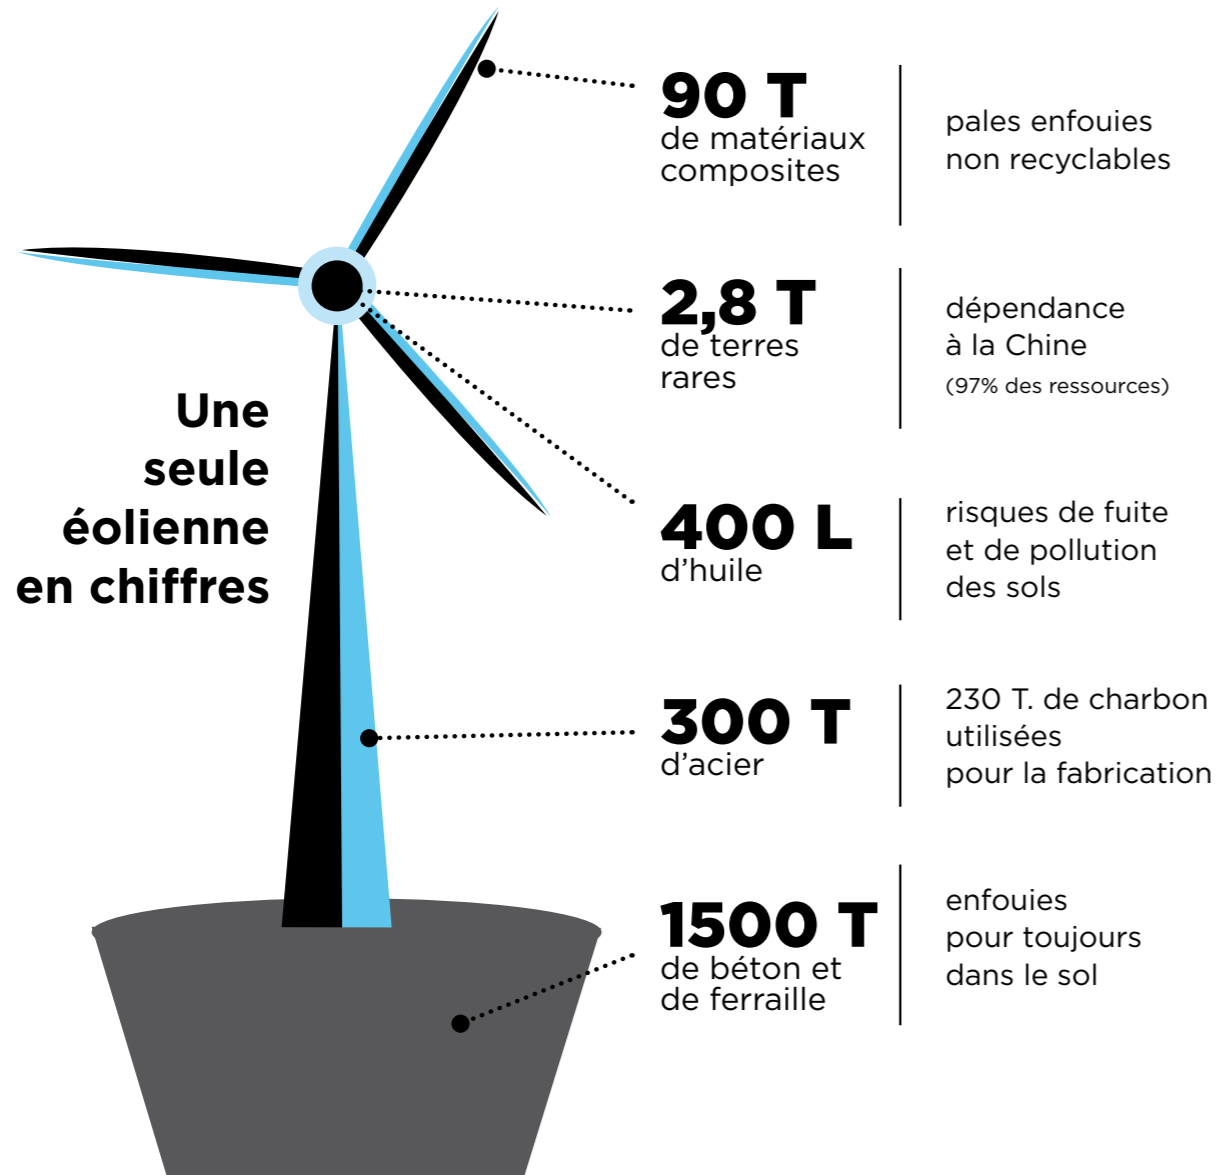 Une
seule
éolienne
en chiffres
90 T
de matériaux
composites
pales enfouies
non recyclables
2,8 T
de terres
rares
dépendance
à la Chine
(97% des ressources)
400 L
d’huile
risques de fuite
et de pollution
des sols
300 T
d’acier
230 T. de charbon
utilisées
pour la fabrication
1500 T
de béton et
de ferraille
enfouies
pour toujours
dans le sol